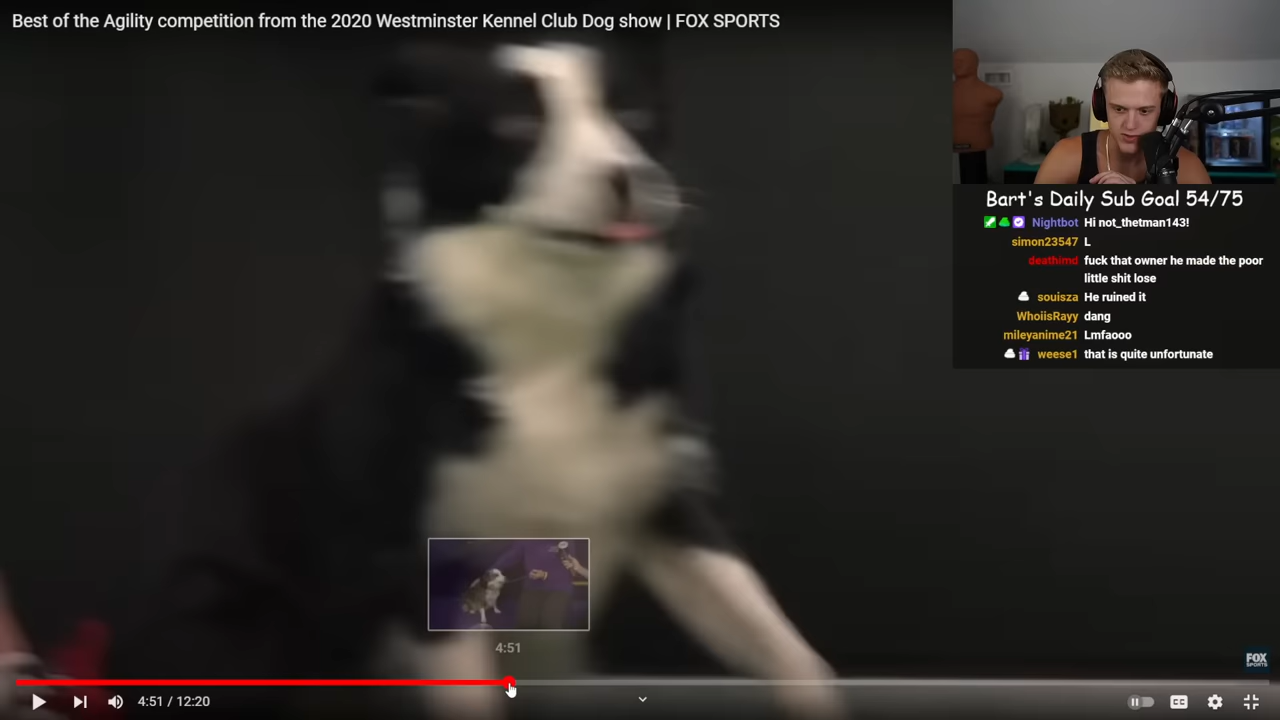 Best of the Agility competition from the 2020 Westminster Kennel Club Dog show | FOX SPORTS
Bart's Daily Sub Goal 54/75
Nightbot Hi not_thetman143!
simon23547 L
deathimd fuck that owner he made the poor
little shit lose
souisza He ruined it
WhoiisRayy dang
mileyanime21 Lmfaooo
weese1 that is quite unfortunate
4:51
FOX
SPORTS
4:51 / 12:20
CC